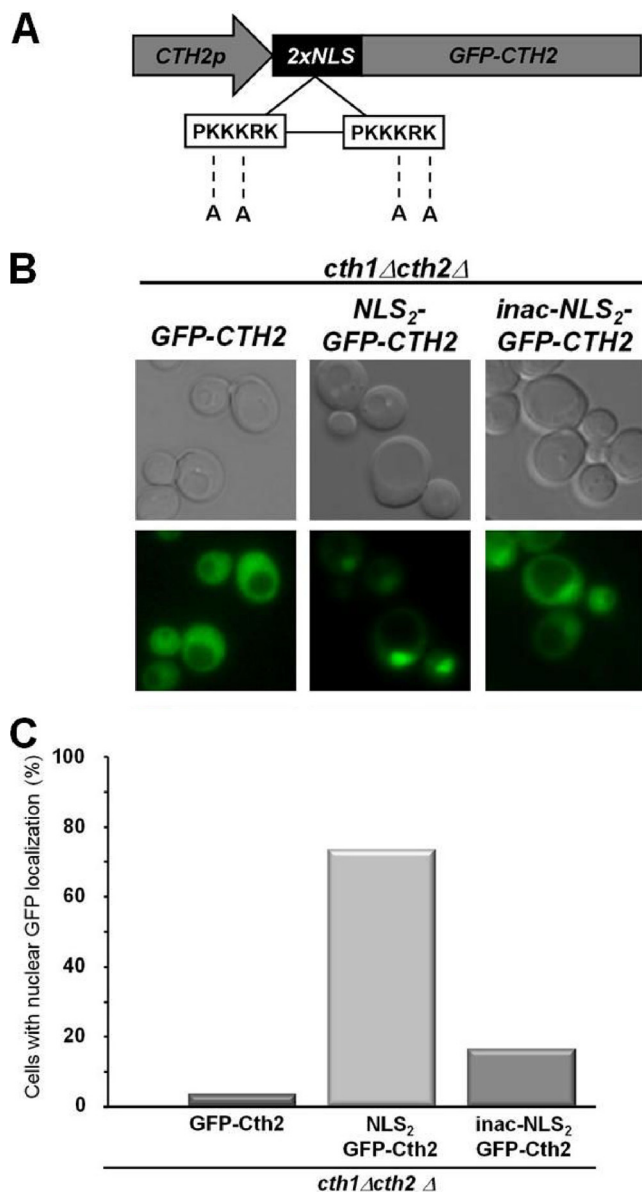 A
CTH2p 2xNLS GFP-CTH2
PKKKRK PKKKRK
A A A A
B
cth1Δcth2Δ
GFP-CTH2 NLS₂- GFP-CTH2 inac-NLS₂- GFP-CTH2
C
Cells with nuclear GFP localization (%)
100
80
60
40
20
0
GFP-Cth2 NLS₂ GFP-Cth2 inac-NLS₂ GFP-Cth2
cth1Δcth2 Δ